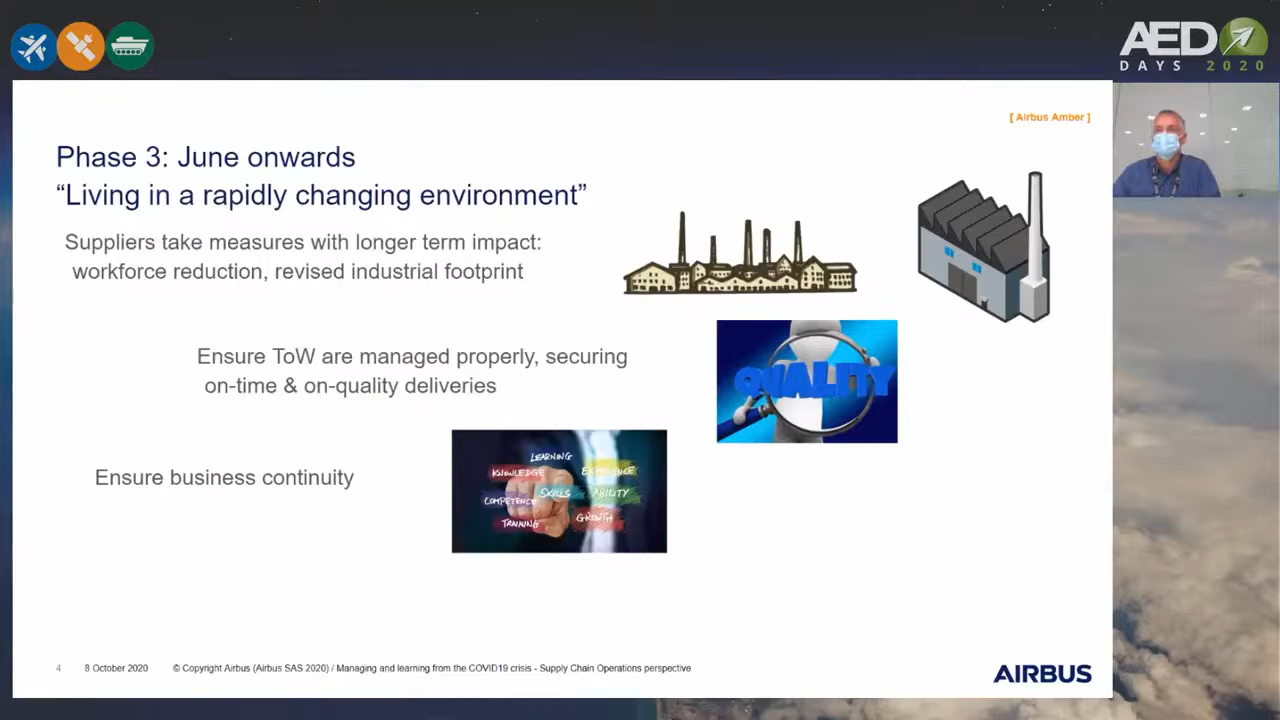 AED
DAYS 2020
[ Airbus Amber ]
Phase 3: June onwards
“Living in a rapidly changing environment”
Suppliers take measures with longer term impact:
workforce reduction, revised industrial footprint
Ensure ToW are managed properly, securing
on-time & on-quality deliveries
QUALITY
Ensure business continuity
LEARNING
KNOWLEDGE
EXPERIENCE
SKILLS
ABILITY
COMPETENCE
TRAINING
GROWTH
4 8 October 2020 © Copyright Airbus (Airbus SAS 2020) / Managing and learning from the COVID19 crisis - Supply Chain Operations perspective
AIRBUS